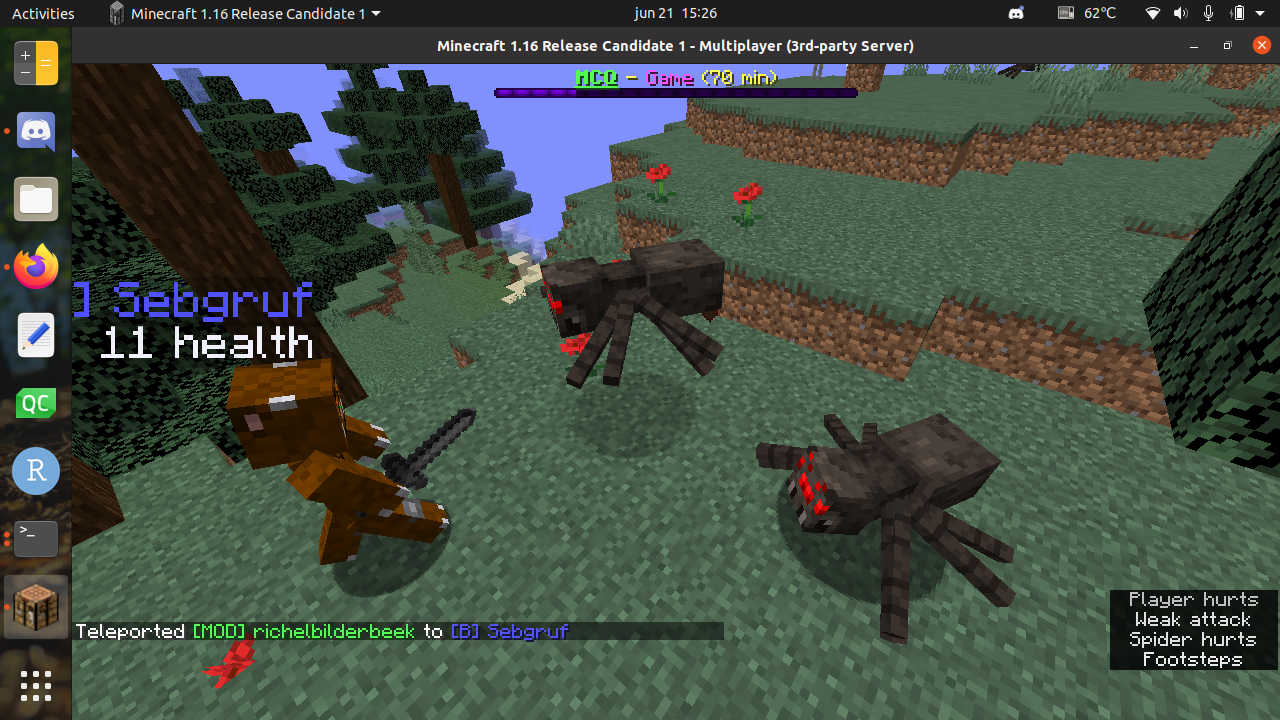 Activities
Minecraft 1.16 Release Candidate 1
jun 21 15:26
62°C
Minecraft 1.16 Release Candidate 1 - Multiplayer (3rd-party Server)
MCQ - Game (70 min)
] Sebgruf
11 health
QC
R
>_
Teleported [MOD] richelbilderbeek to [B] Sebgruf
Player hurts
Weak attack
Spider hurts
Footsteps